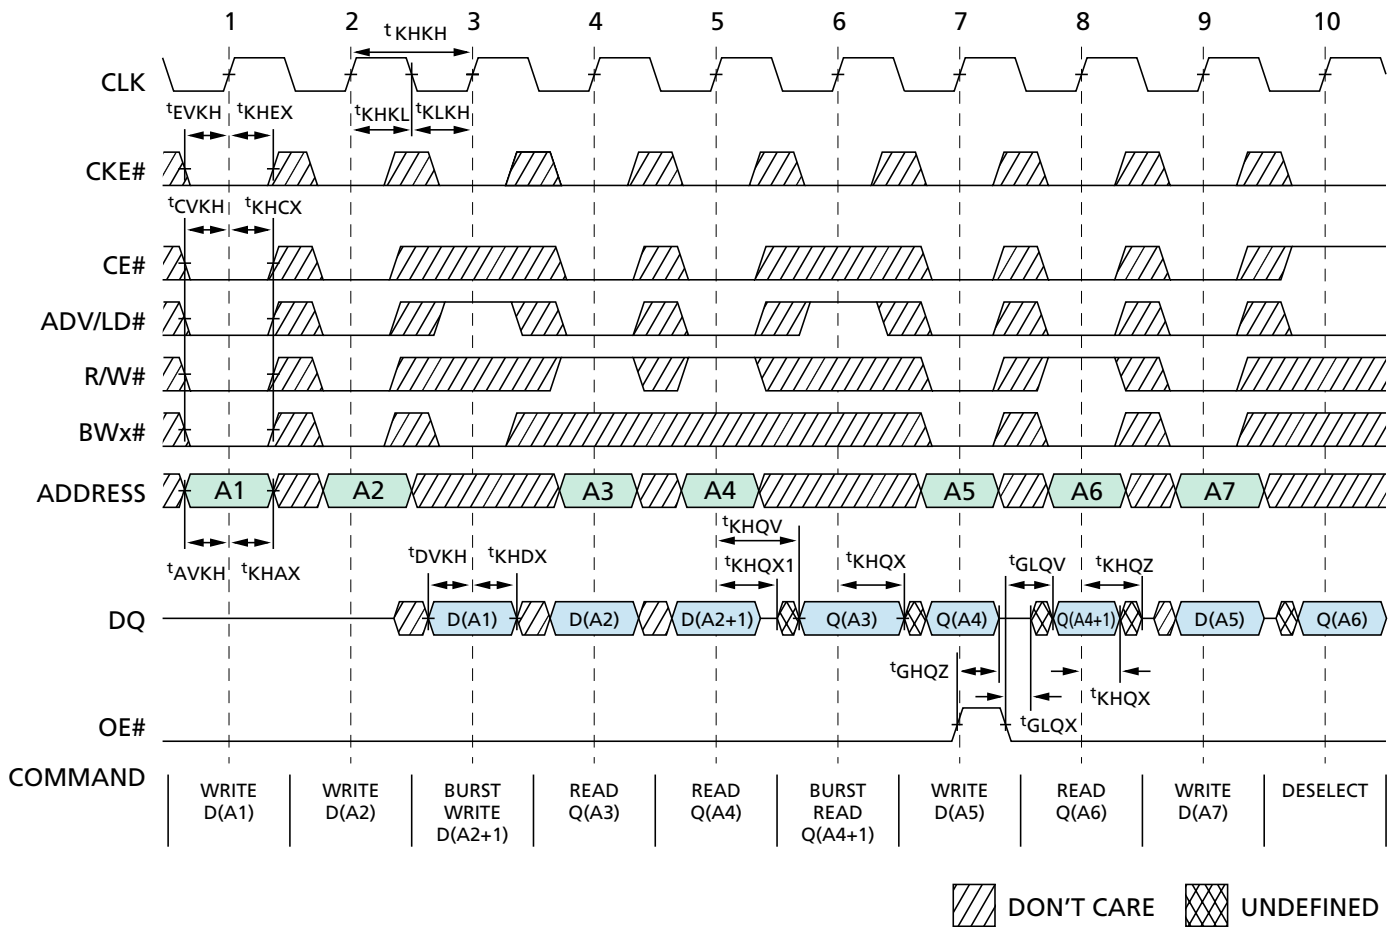 1 2 3 4 5 6 7 8 9 10
tKHKH
CLK
tEVKH tKHEX tKHKL tKLKH
CKE#
tCVKH tKHCX
CE#
ADV/LD#
R/W#
BWx#
ADDRESS A1 A2 A3 A4 A5 A6 A7
tKHQV
tAVKH tKHAX tDVKH tKHDX tKHQX1 tKHQX tGLQV tKHQZ
DQ D(A1) D(A2) D(A2+1) Q(A3) Q(A4) Q(A4+1) D(A5) Q(A6)
tGHQZ tKHQX
tGLQX
OE#
COMMAND
WRITE D(A1)
WRITE D(A2)
BURST WRITE D(A2+1)
READ Q(A3)
READ Q(A4)
BURST READ Q(A4+1)
WRITE D(A5)
READ Q(A6)
WRITE D(A7)
DESELECT
DON'T CARE UNDEFINED